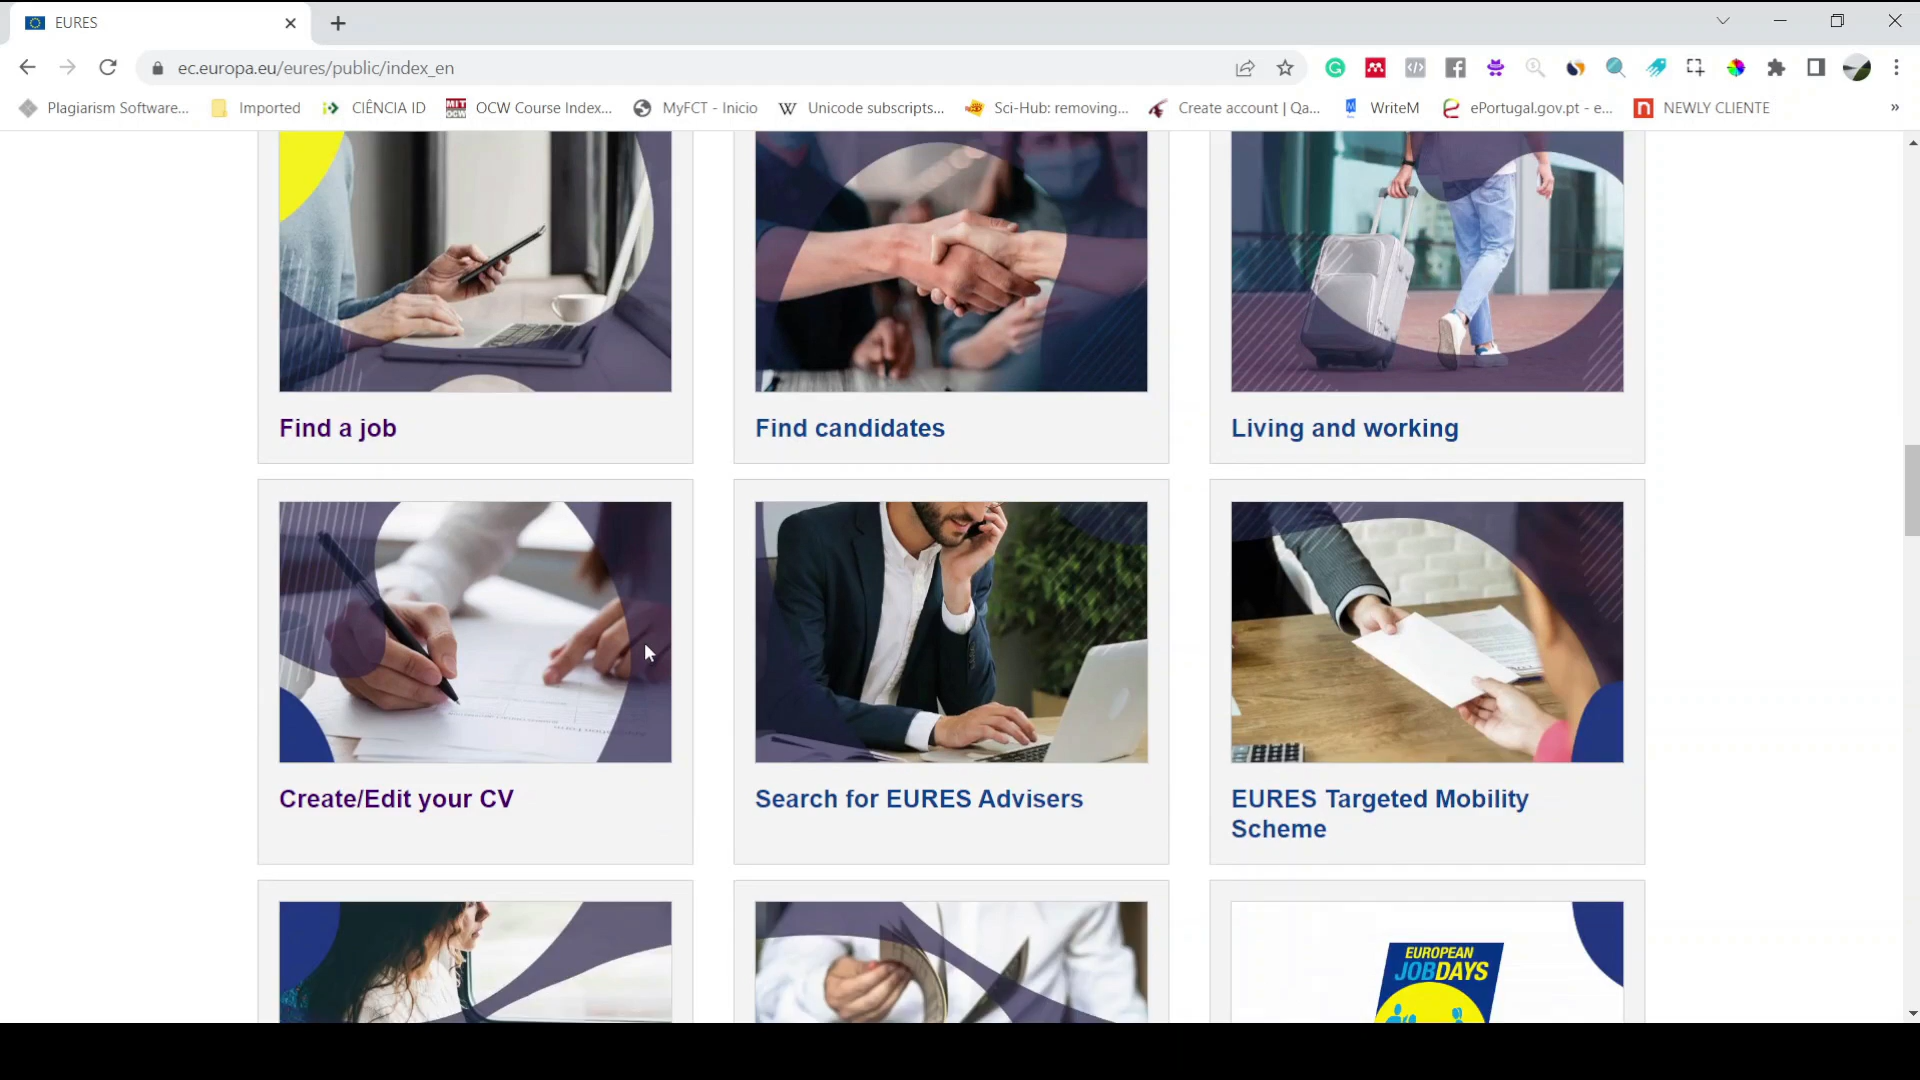 EURES
ec.europa.eu/eures/public/index_en
Plagiarism Software...
Imported
CIÊNCIA ID
MIT OCW
OCW Course Index...
MyFCT - Inicio
W
Unicode subscripts...
Sci-Hub: removing...
Create account | Qa...
WriteM
ePortugal.gov.pt - e...
n
NEWLY CLIENTE
»
Find a job
Find candidates
Living and working
Create/Edit your CV
Search for EURES Advisers
EURES Targeted Mobility
Scheme
EUROPEAN
JOBDAYS